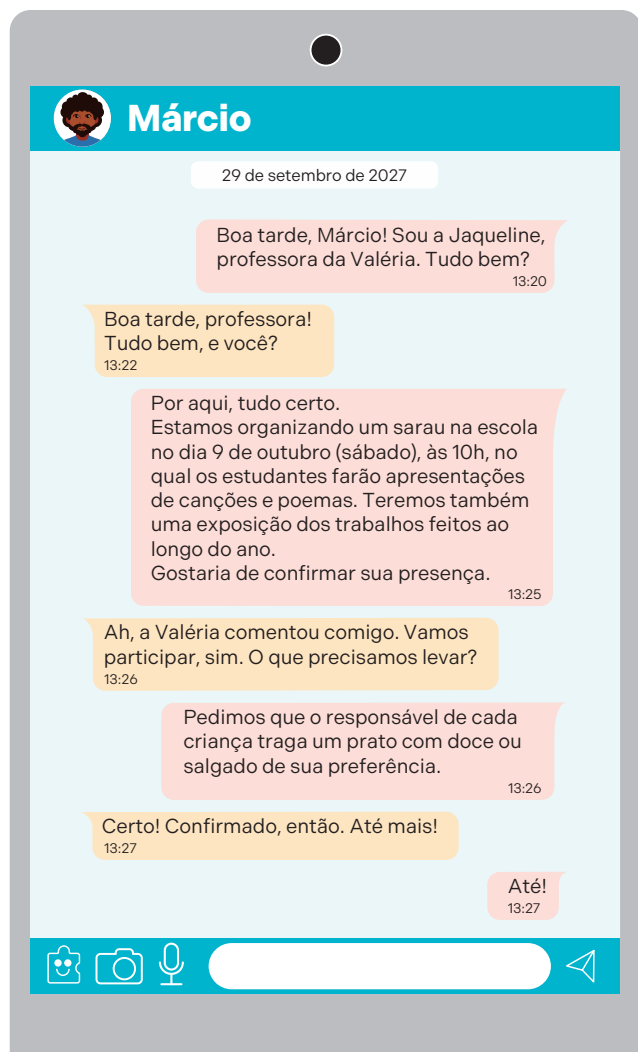 Márcio
29 de setembro de 2027
Boa tarde, Márcio! Sou a Jaqueline,
professora da Valéria. Tudo bem?
13:20
Boa tarde, professora!
Tudo bem, e você?
13:22
Por aqui, tudo certo.
Estamos organizando um sarau na escola
no dia 9 de outubro (sábado), às 10h, no
qual os estudantes farão apresentações
de canções e poemas. Teremos também
uma exposição dos trabalhos feitos ao
longo do ano.
Gostaria de confirmar sua presença.
13:25
Ah, a Valéria comentou comigo. Vamos
participar, sim. O que precisamos levar?
13:26
Pedimos que o responsável de cada
criança traga um prato com doce ou
salgado de sua preferência.
13:26
Certo! Confirmado, então. Até mais!
13:27
Até!
13:27